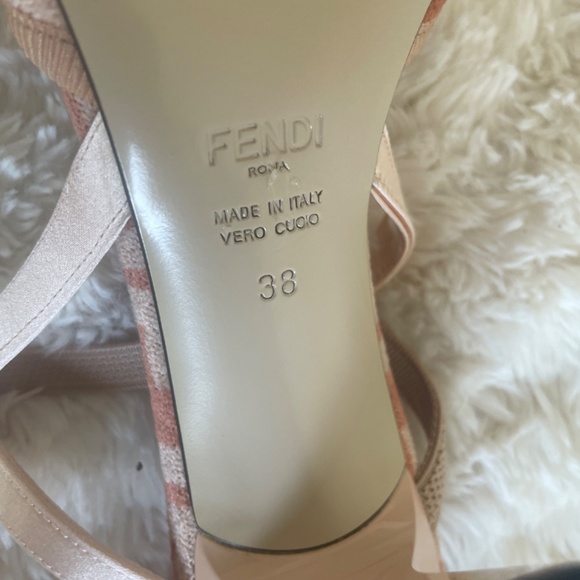 FENDI
ROMA
MADE IN ITALY
VERO CUOIO
38